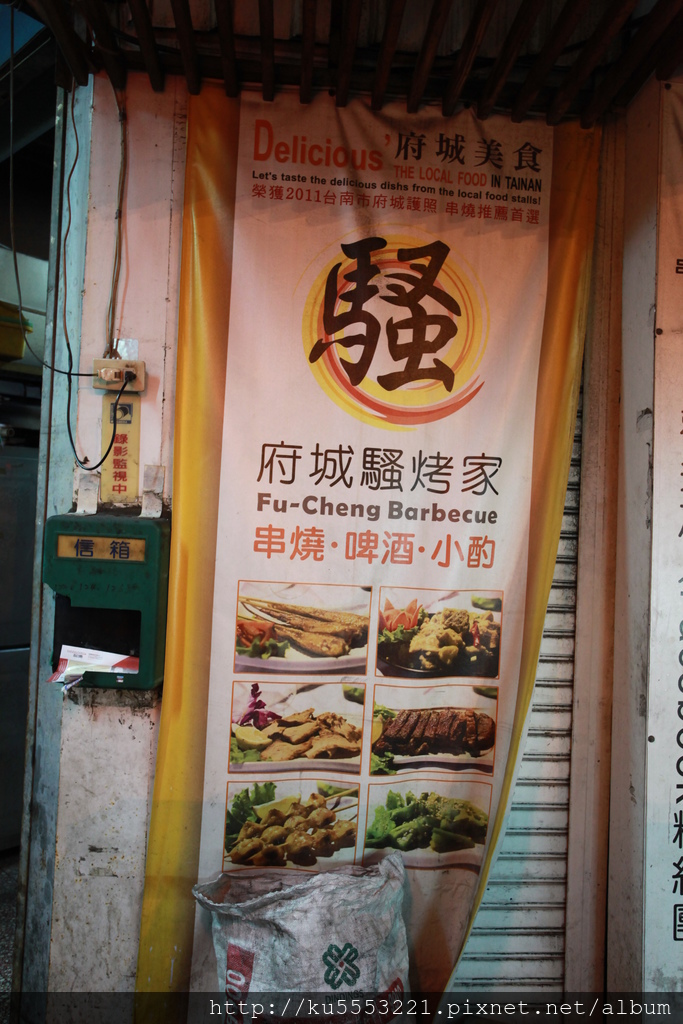 Delicious' 府城美食
THE LOCAL FOOD IN TAINAN
Let's taste the delicious dishs from the local food stalls!
榮獲2011台南市府城護照 串燒推薦首選
騷
府城騷烤家
Fu-Cheng Barbecue
串燒·啤酒·小酌
錄影監視中
信箱
http://ku5553221.pixnet.net/album